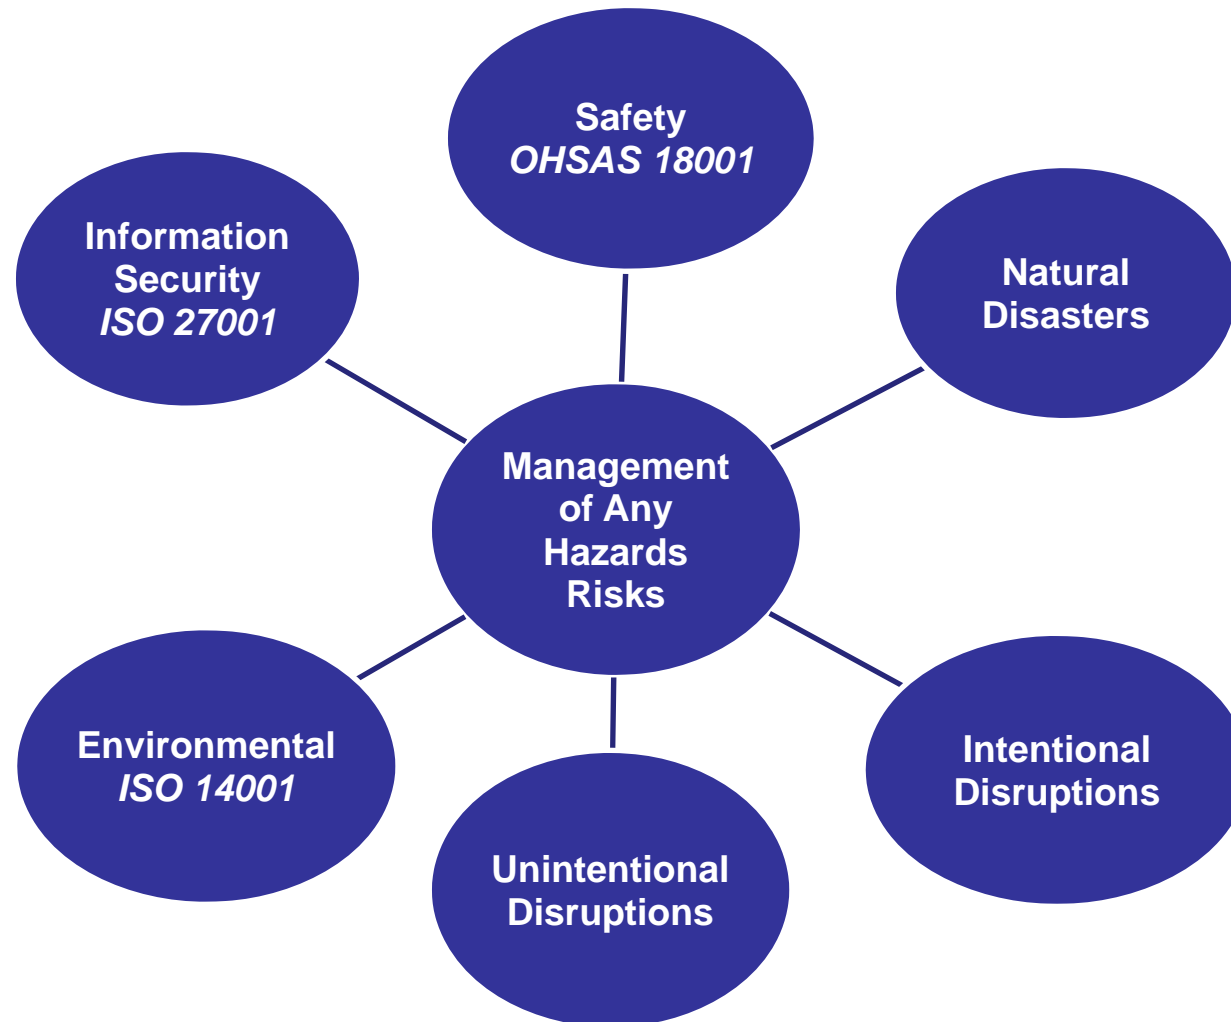 Safety
OHSAS 18001
Information
Security
ISO 27001
Natural
Disasters
Management
of Any
Hazards
Risks
Environmental
ISO 14001
Intentional
Disruptions
Unintentional
Disruptions